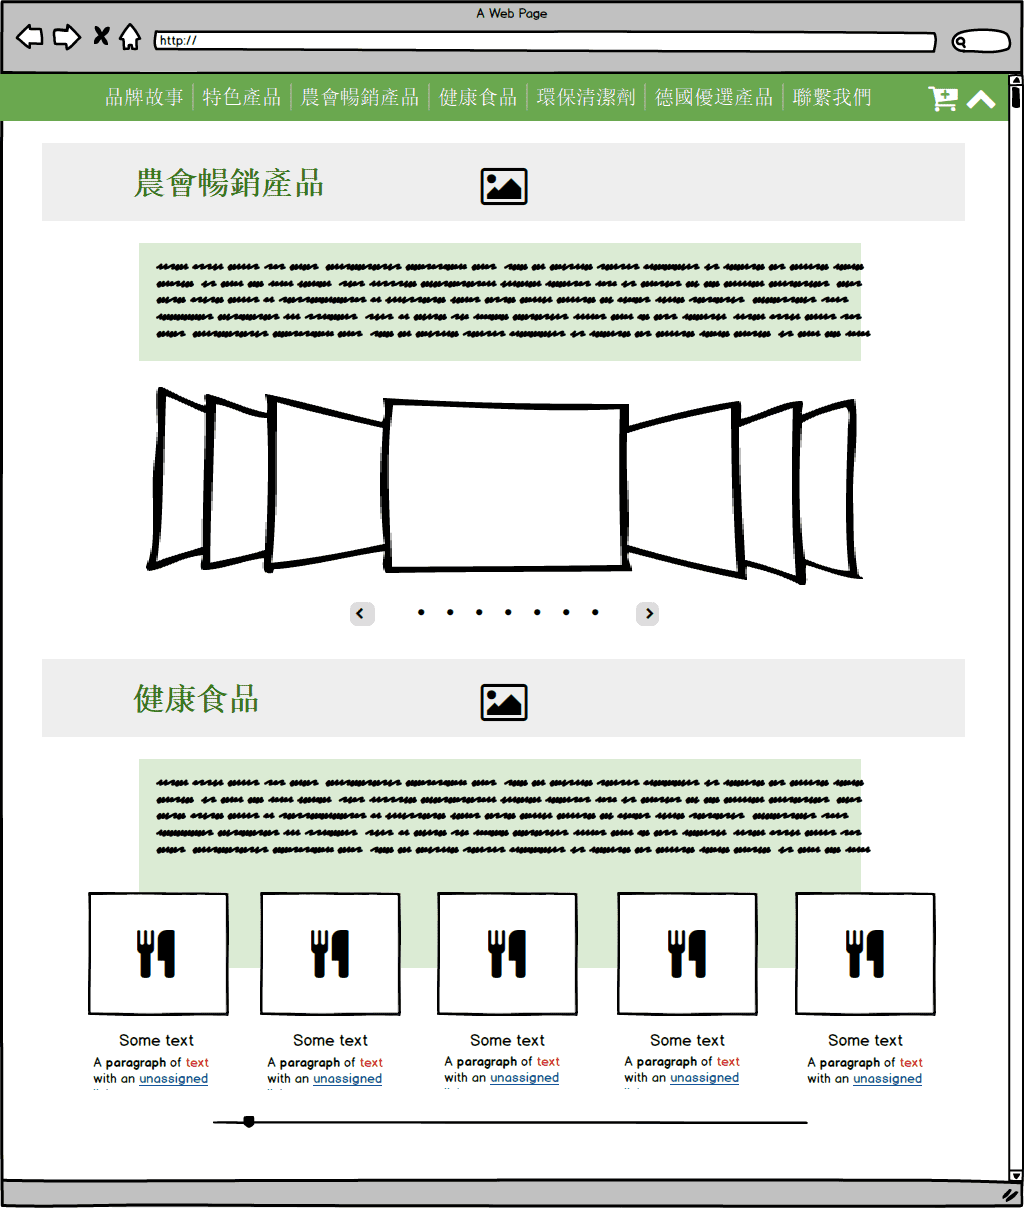 A Web Page
http://
品牌故事 特色產品 農會暢銷產品 健康食品 環保清潔劑 德國優選產品 聯繫我們
農會暢銷產品
健康食品
Some text
A paragraph of text
with an unassigned
Some text
A paragraph of text
with an unassigned
Some text
A paragraph of text
with an unassigned
Some text
A paragraph of text
with an unassigned
Some text
A paragraph of text
with an unassigned